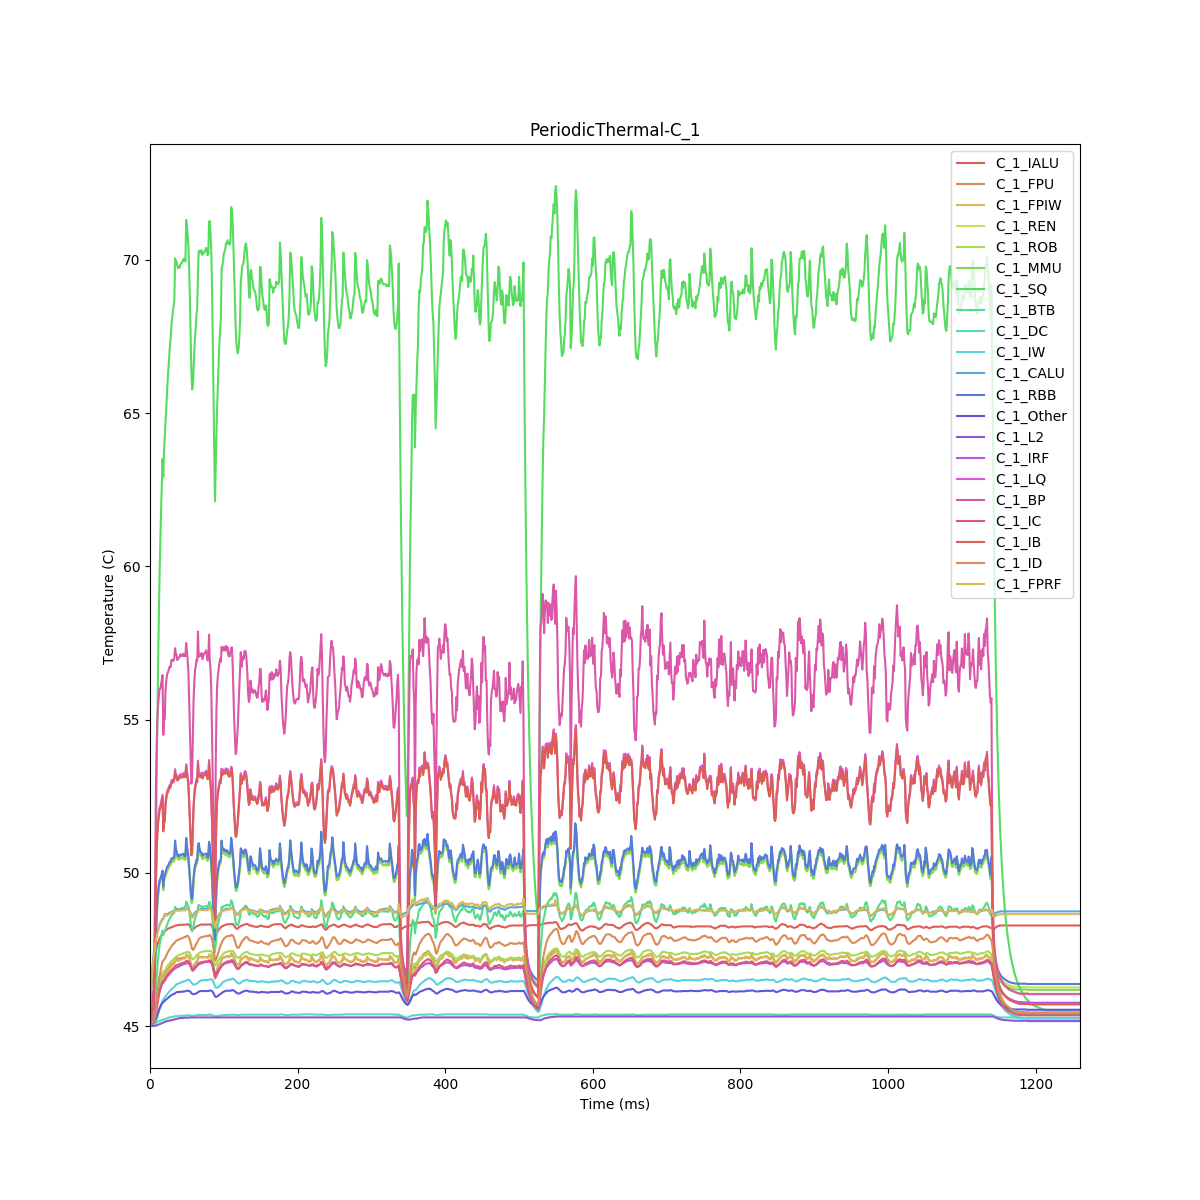 PeriodicThermal-C_1
C_1_IALU
C_1_FPU
C_1_FPIW
C_1_REN
C_1_ROB
C_1_MMU
C_1_SQ
C_1_BTB
C_1_DC
C_1_IW
C_1_CALU
C_1_RBB
C_1_Other
C_1_L2
C_1_IRF
C_1_LQ
C_1_BP
C_1_IC
C_1_IB
C_1_ID
C_1_FPRF
Temperature (C)
70
65
60
55
50
45
0 200 400 600 800 1000 1200
Time (ms)